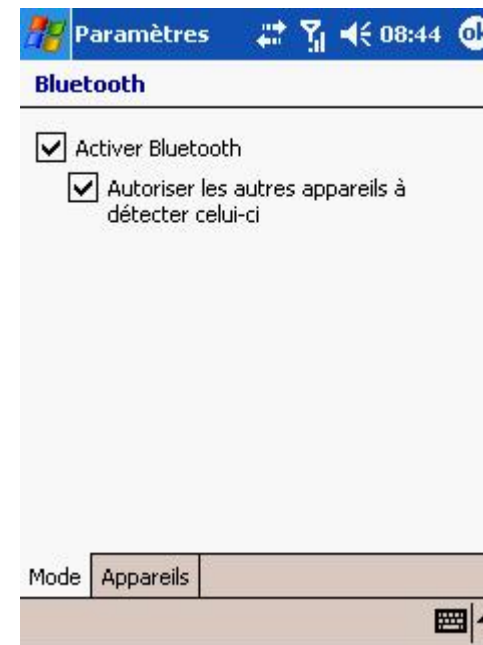 Paramètres 08:44 ok
Bluetooth
Activer Bluetooth
Autoriser les autres appareils à
détecter celui-ci
Mode Appareils